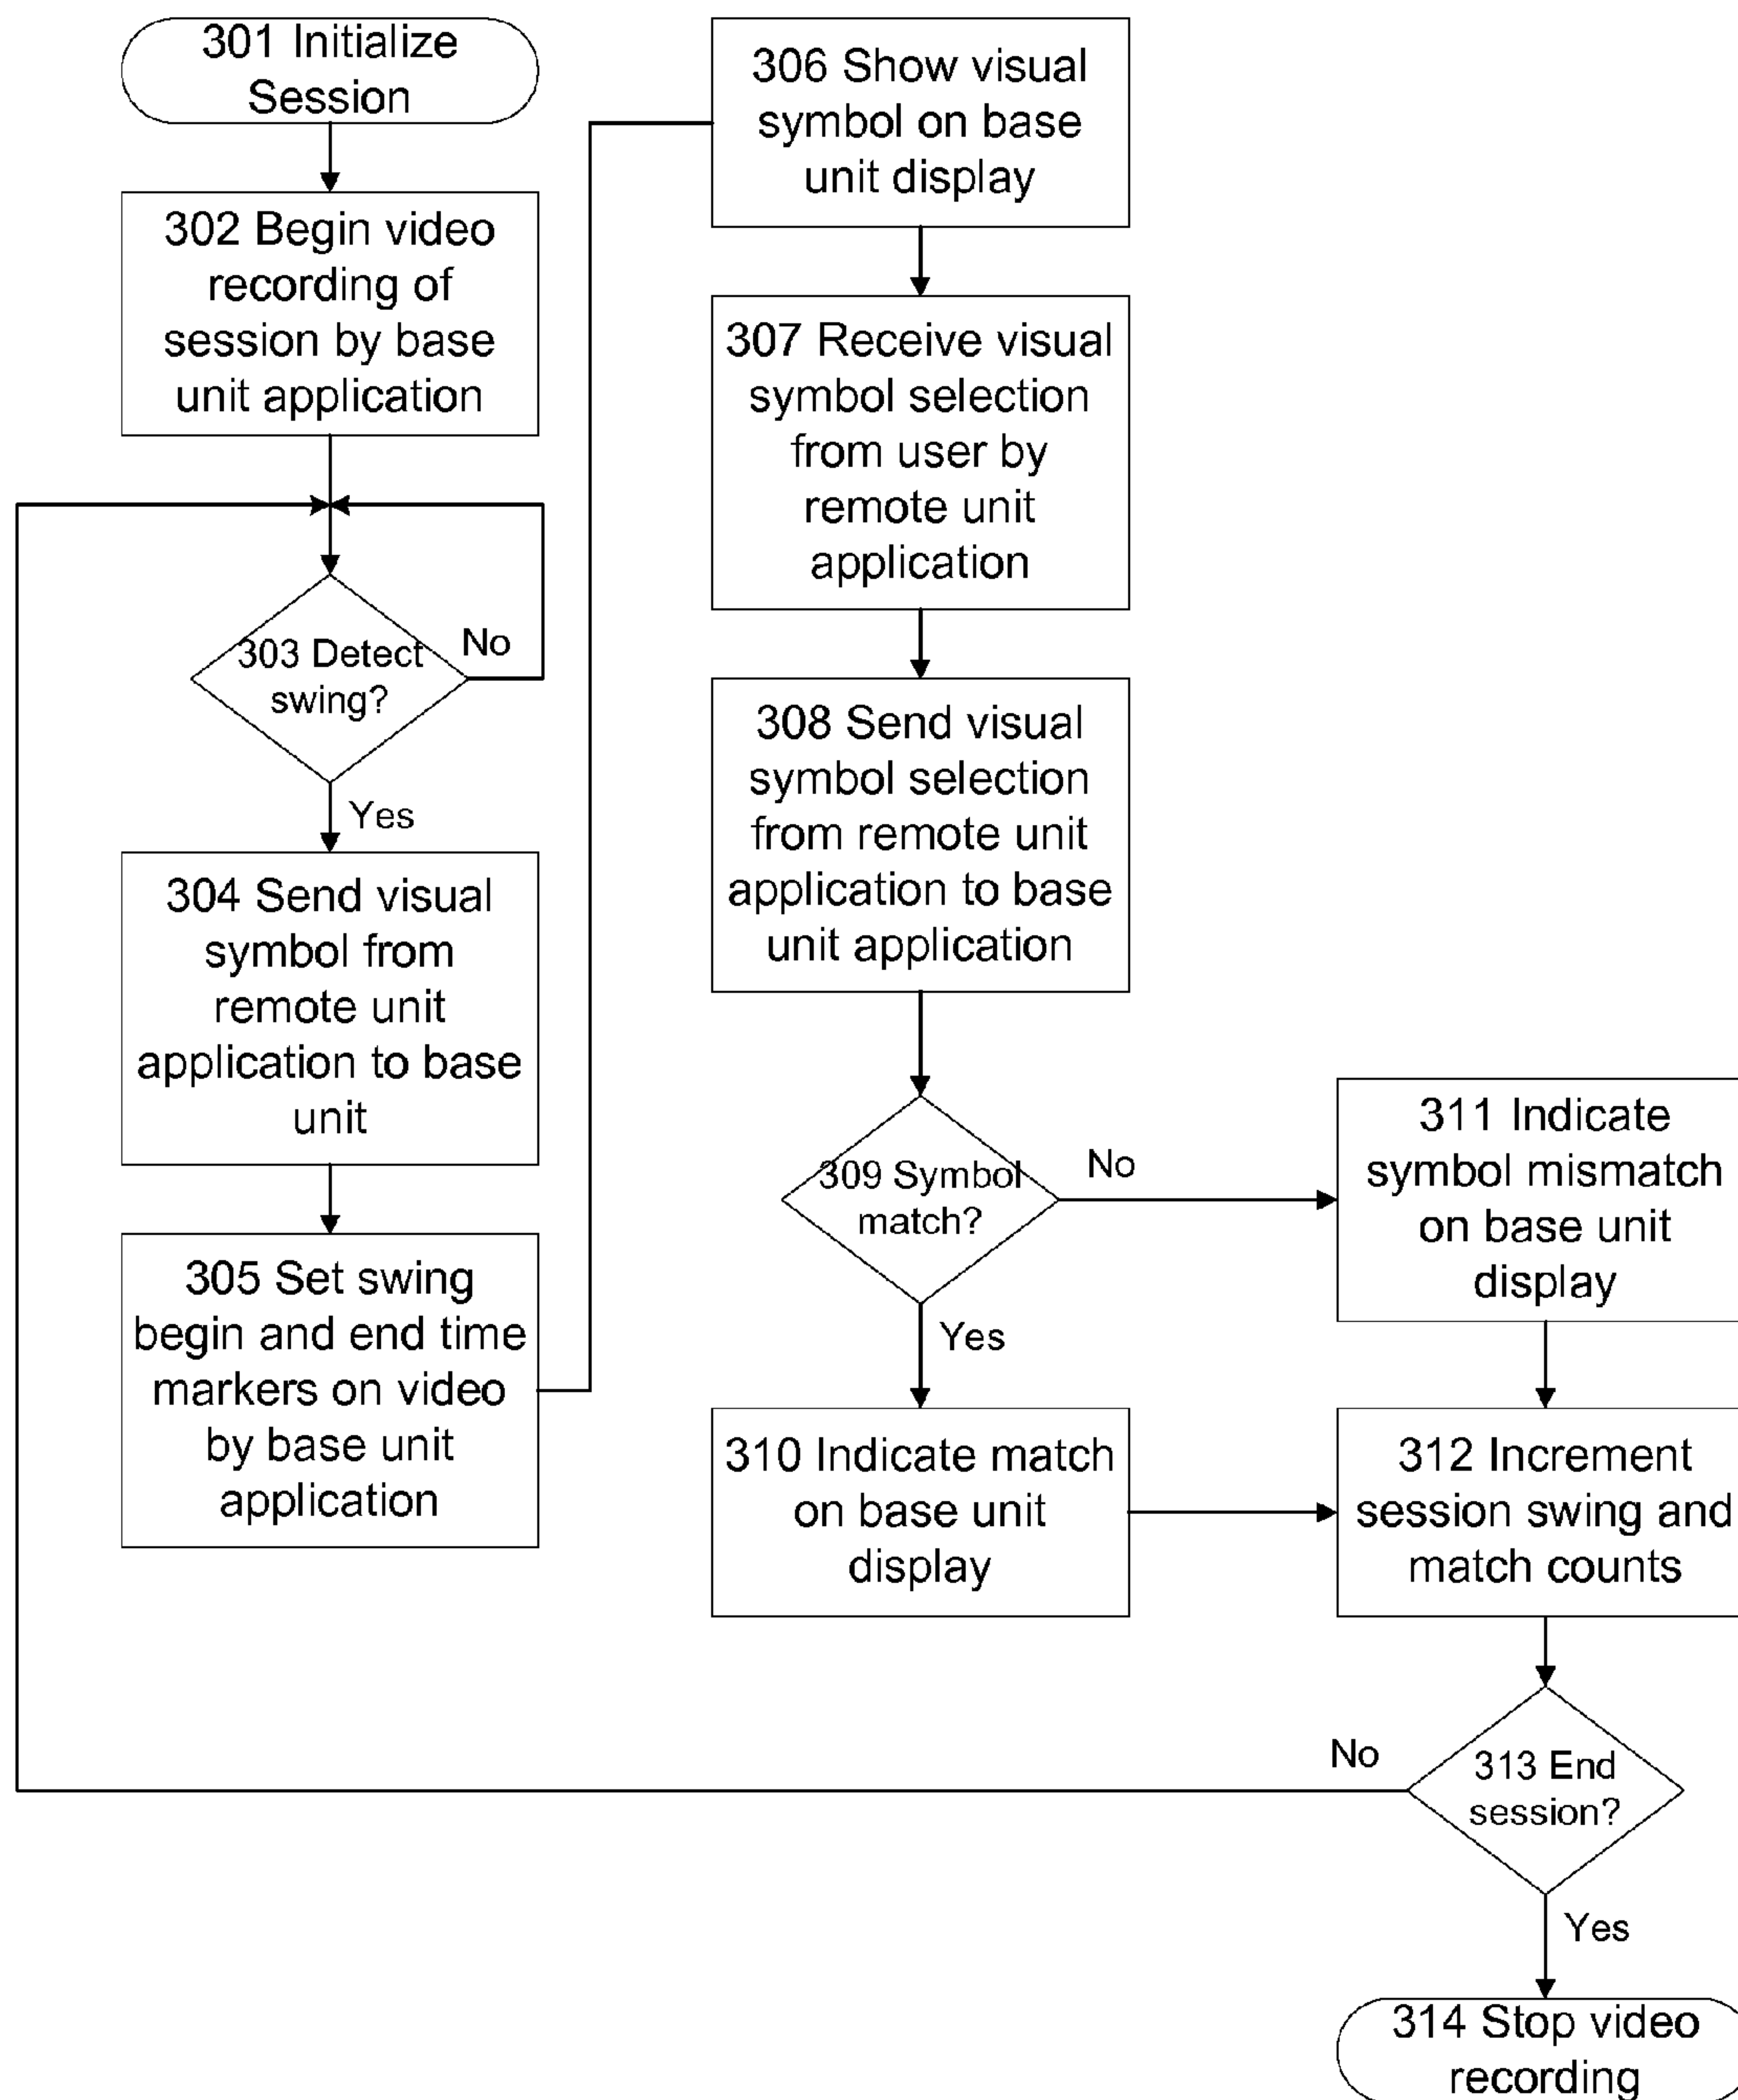 301 Initialize
Session
302 Begin video
recording of
session by base
unit application
303 Detect
swing?
No
Yes
304 Send visual
symbol from
remote unit
application to base
unit
305 Set swing
begin and end time
markers on video
by base unit
application
306 Show visual
symbol on base
unit display
307 Receive visual
symbol selection
from user by
remote unit
application
308 Send visual
symbol selection
from remote unit
application to base
unit application
309 Symbol
match?
No
Yes
310 Indicate match
on base unit
display
311 Indicate
symbol mismatch
on base unit
display
312 Increment
session swing and
match counts
313 End
session?
No
Yes
314 Stop video
recording